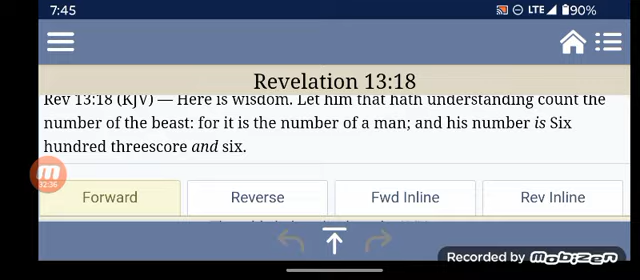 7:45 LTE 90%
Revelation 13:18
Rev 13:18 (KJV) — Here is wisdom. Let him that hath understanding count the
number of the beast: for it is the number of a man; and his number is Six
hundred threescore and six.
32:36
Forward Reverse Fwd Inline Rev Inline
Recorded by Mobizen